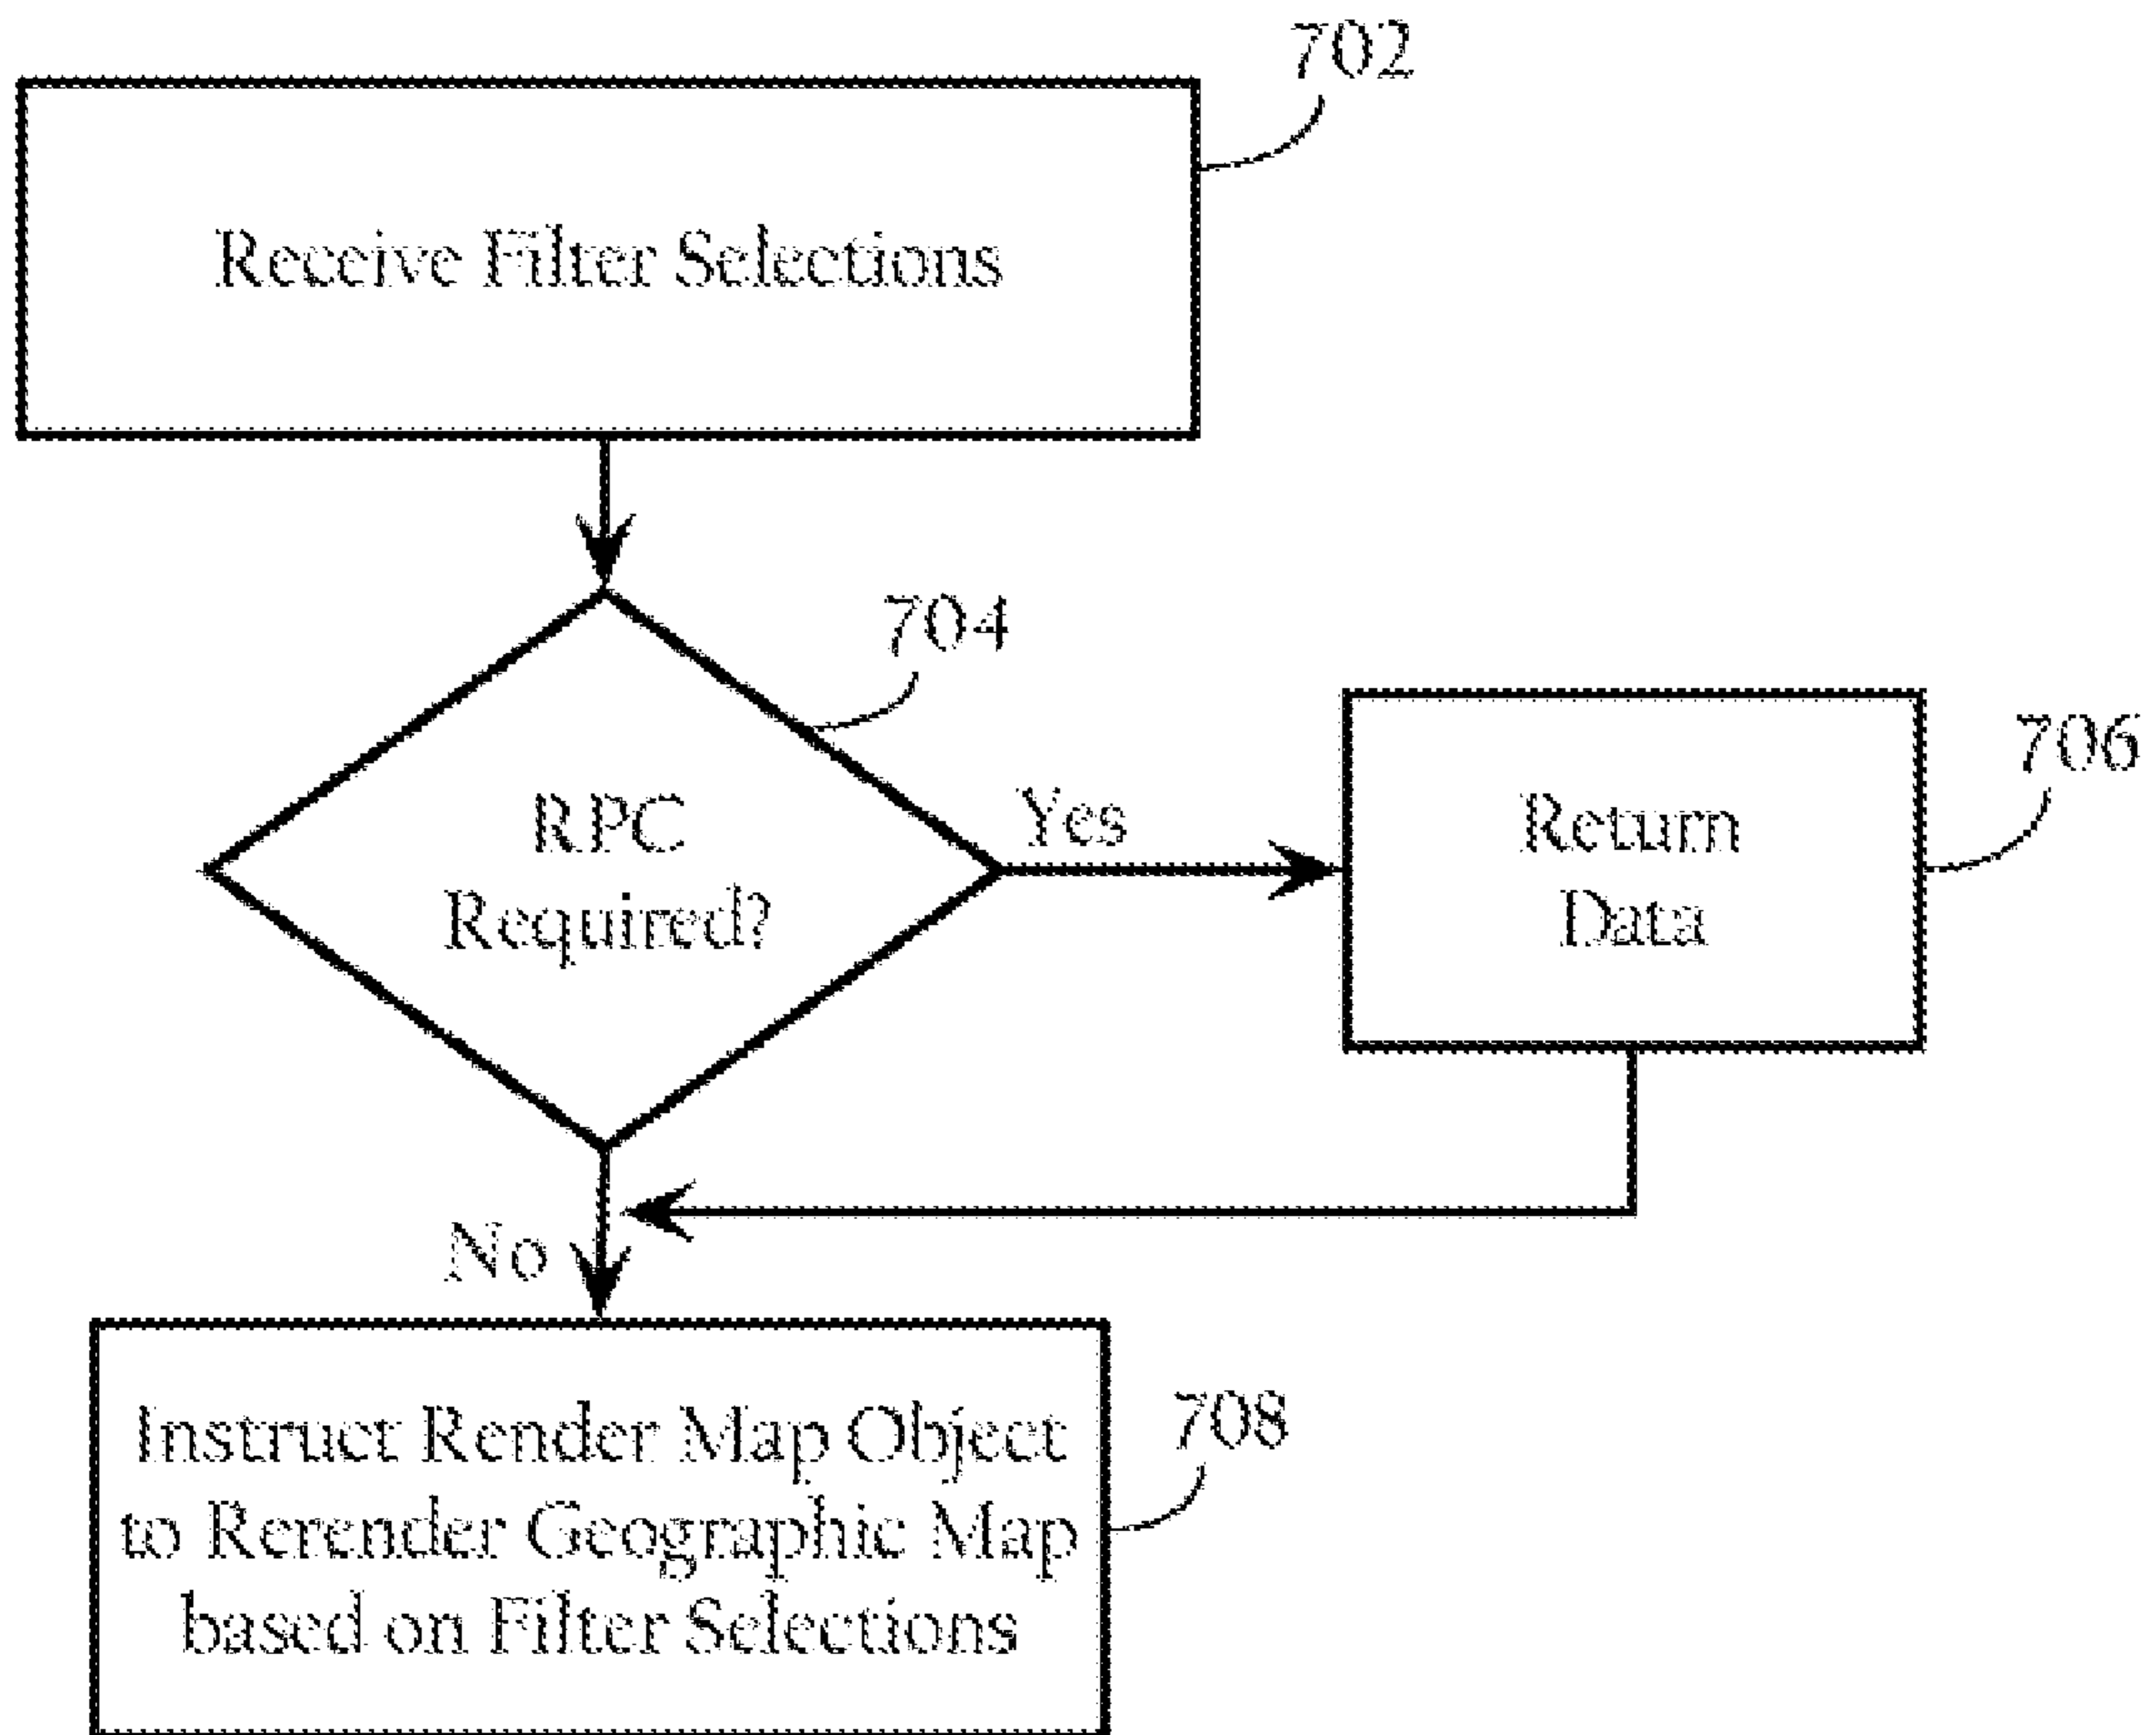 702
Receive Filter Selections
704
RPC
Required?
Yes
Return
Data
706
No
Instruct Render Map Object
to Rerender Geographic Map
based on Filter Selections
708